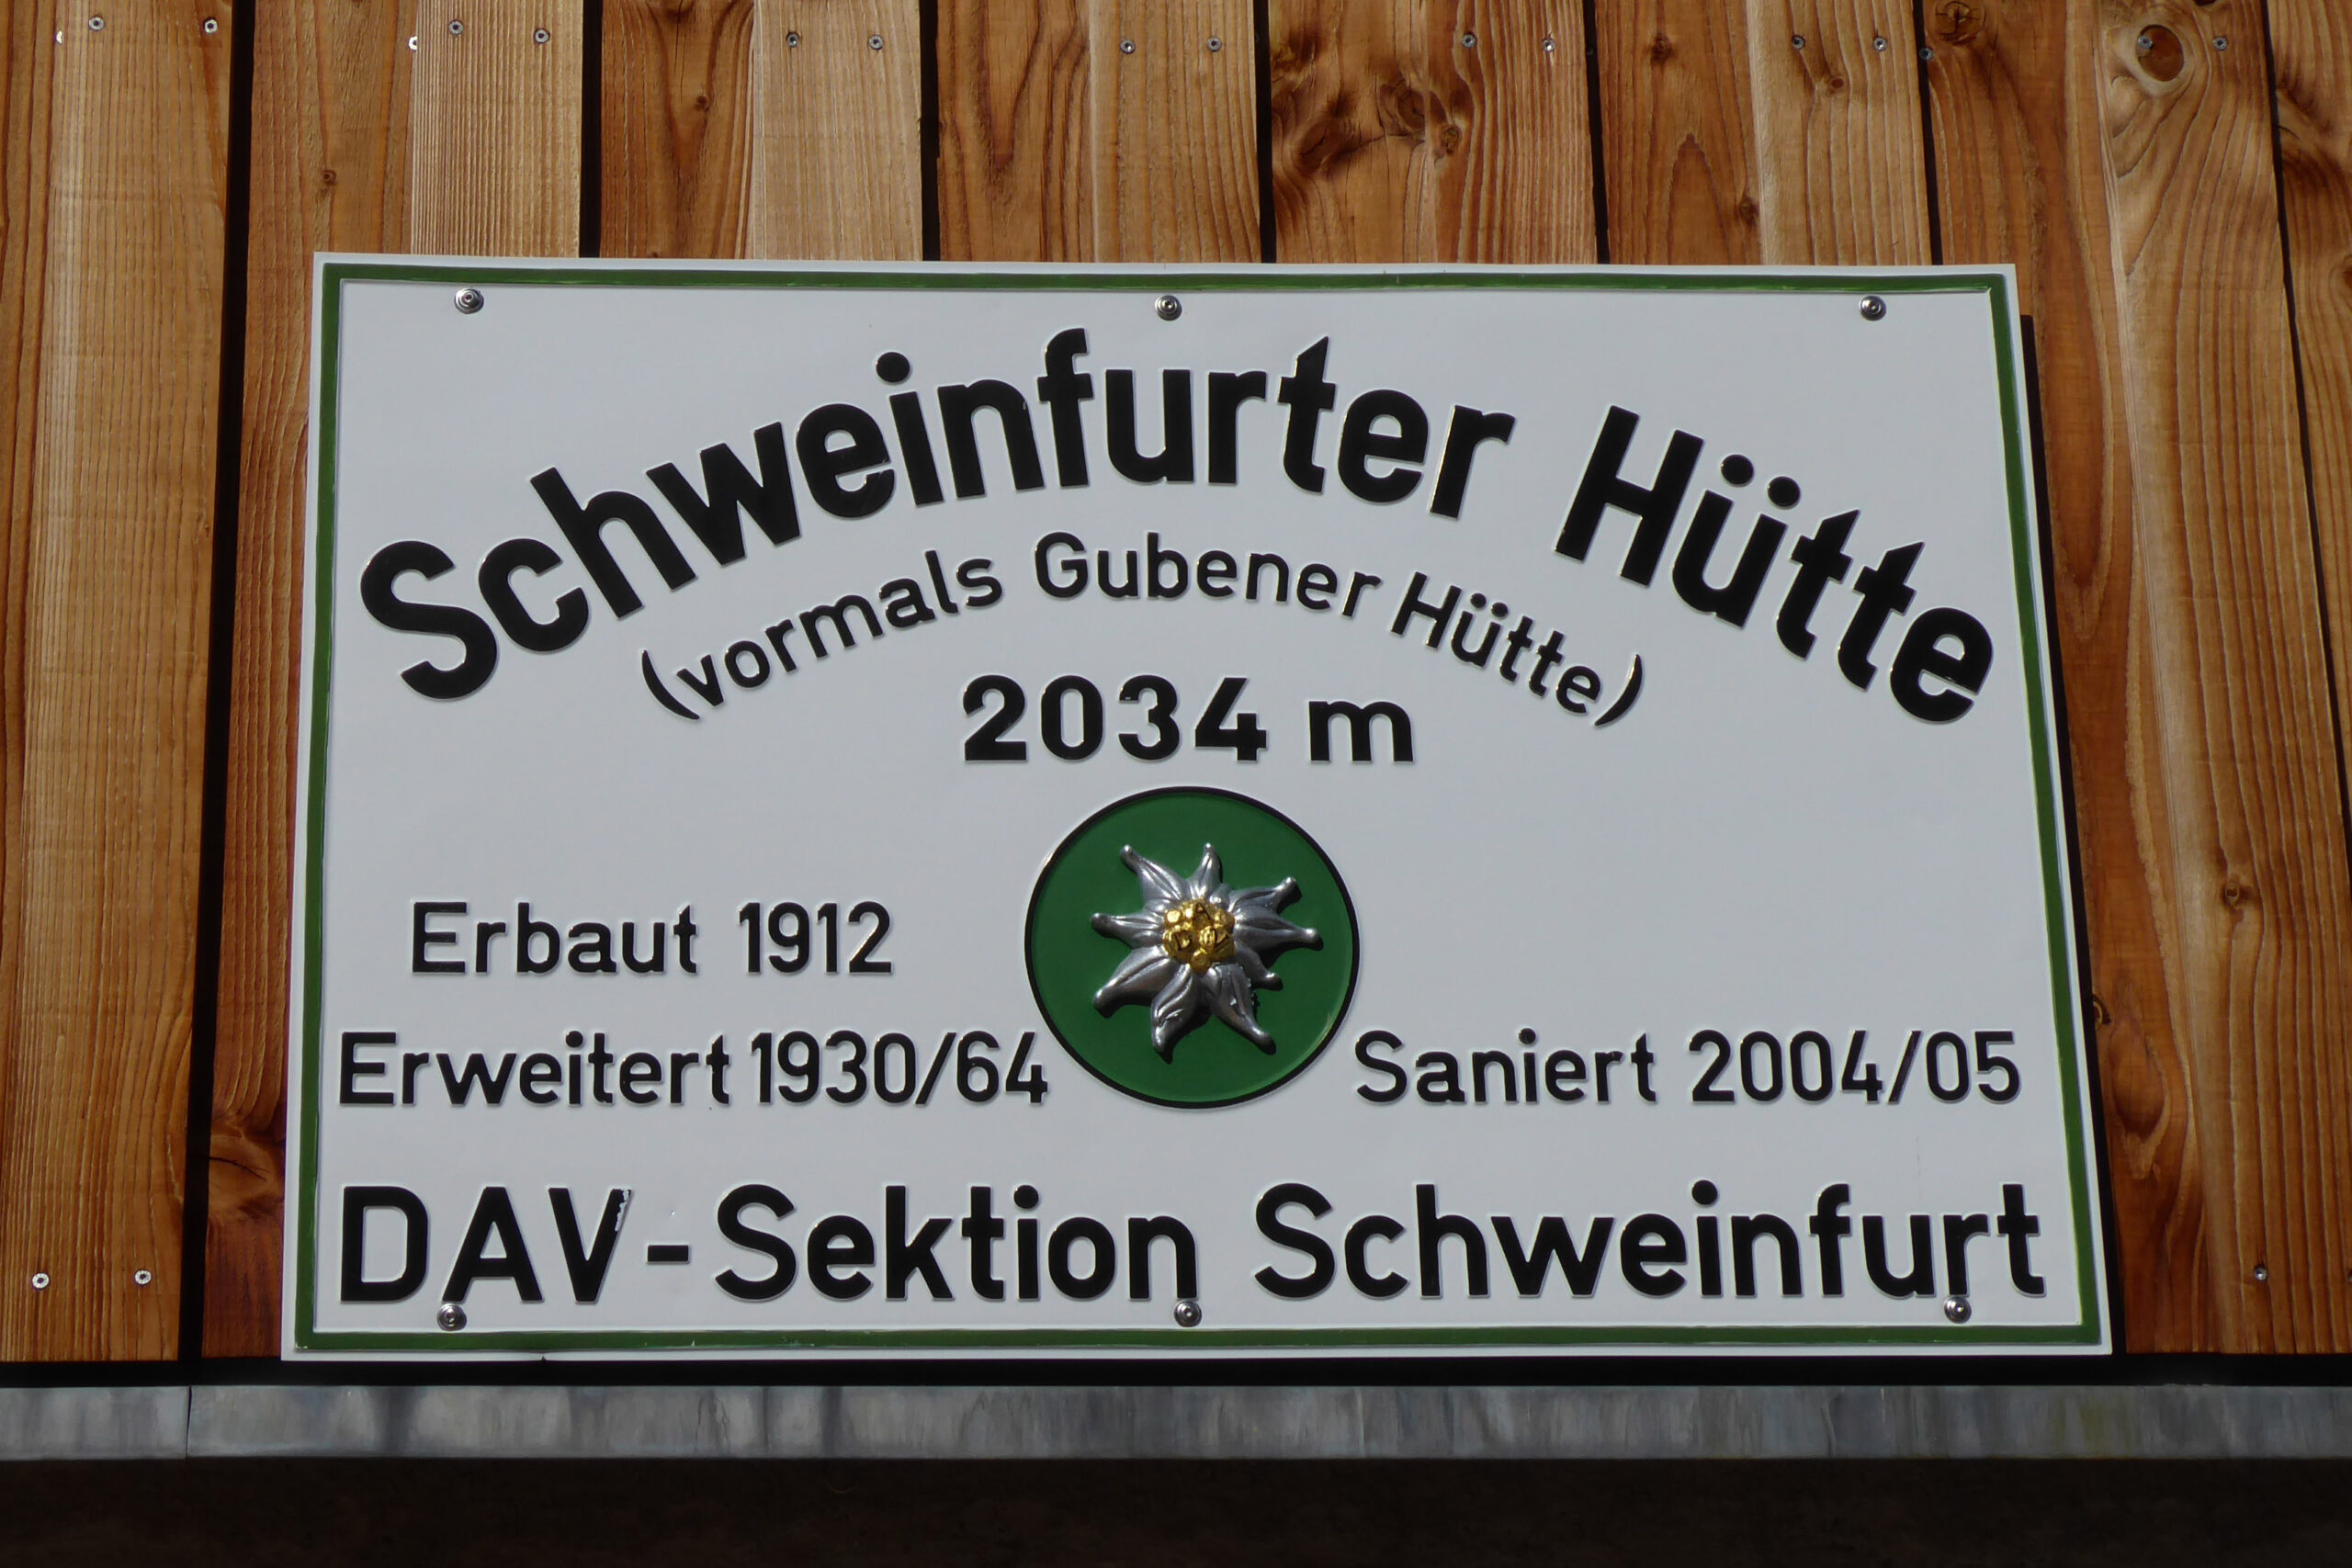 Schweinfurter Hütte
(vormals Gubener Hütte)
2034 m
Erbaut 1912
Erweitert 1930/64
Saniert 2004/05
DAV-Sektion Schweinfurt